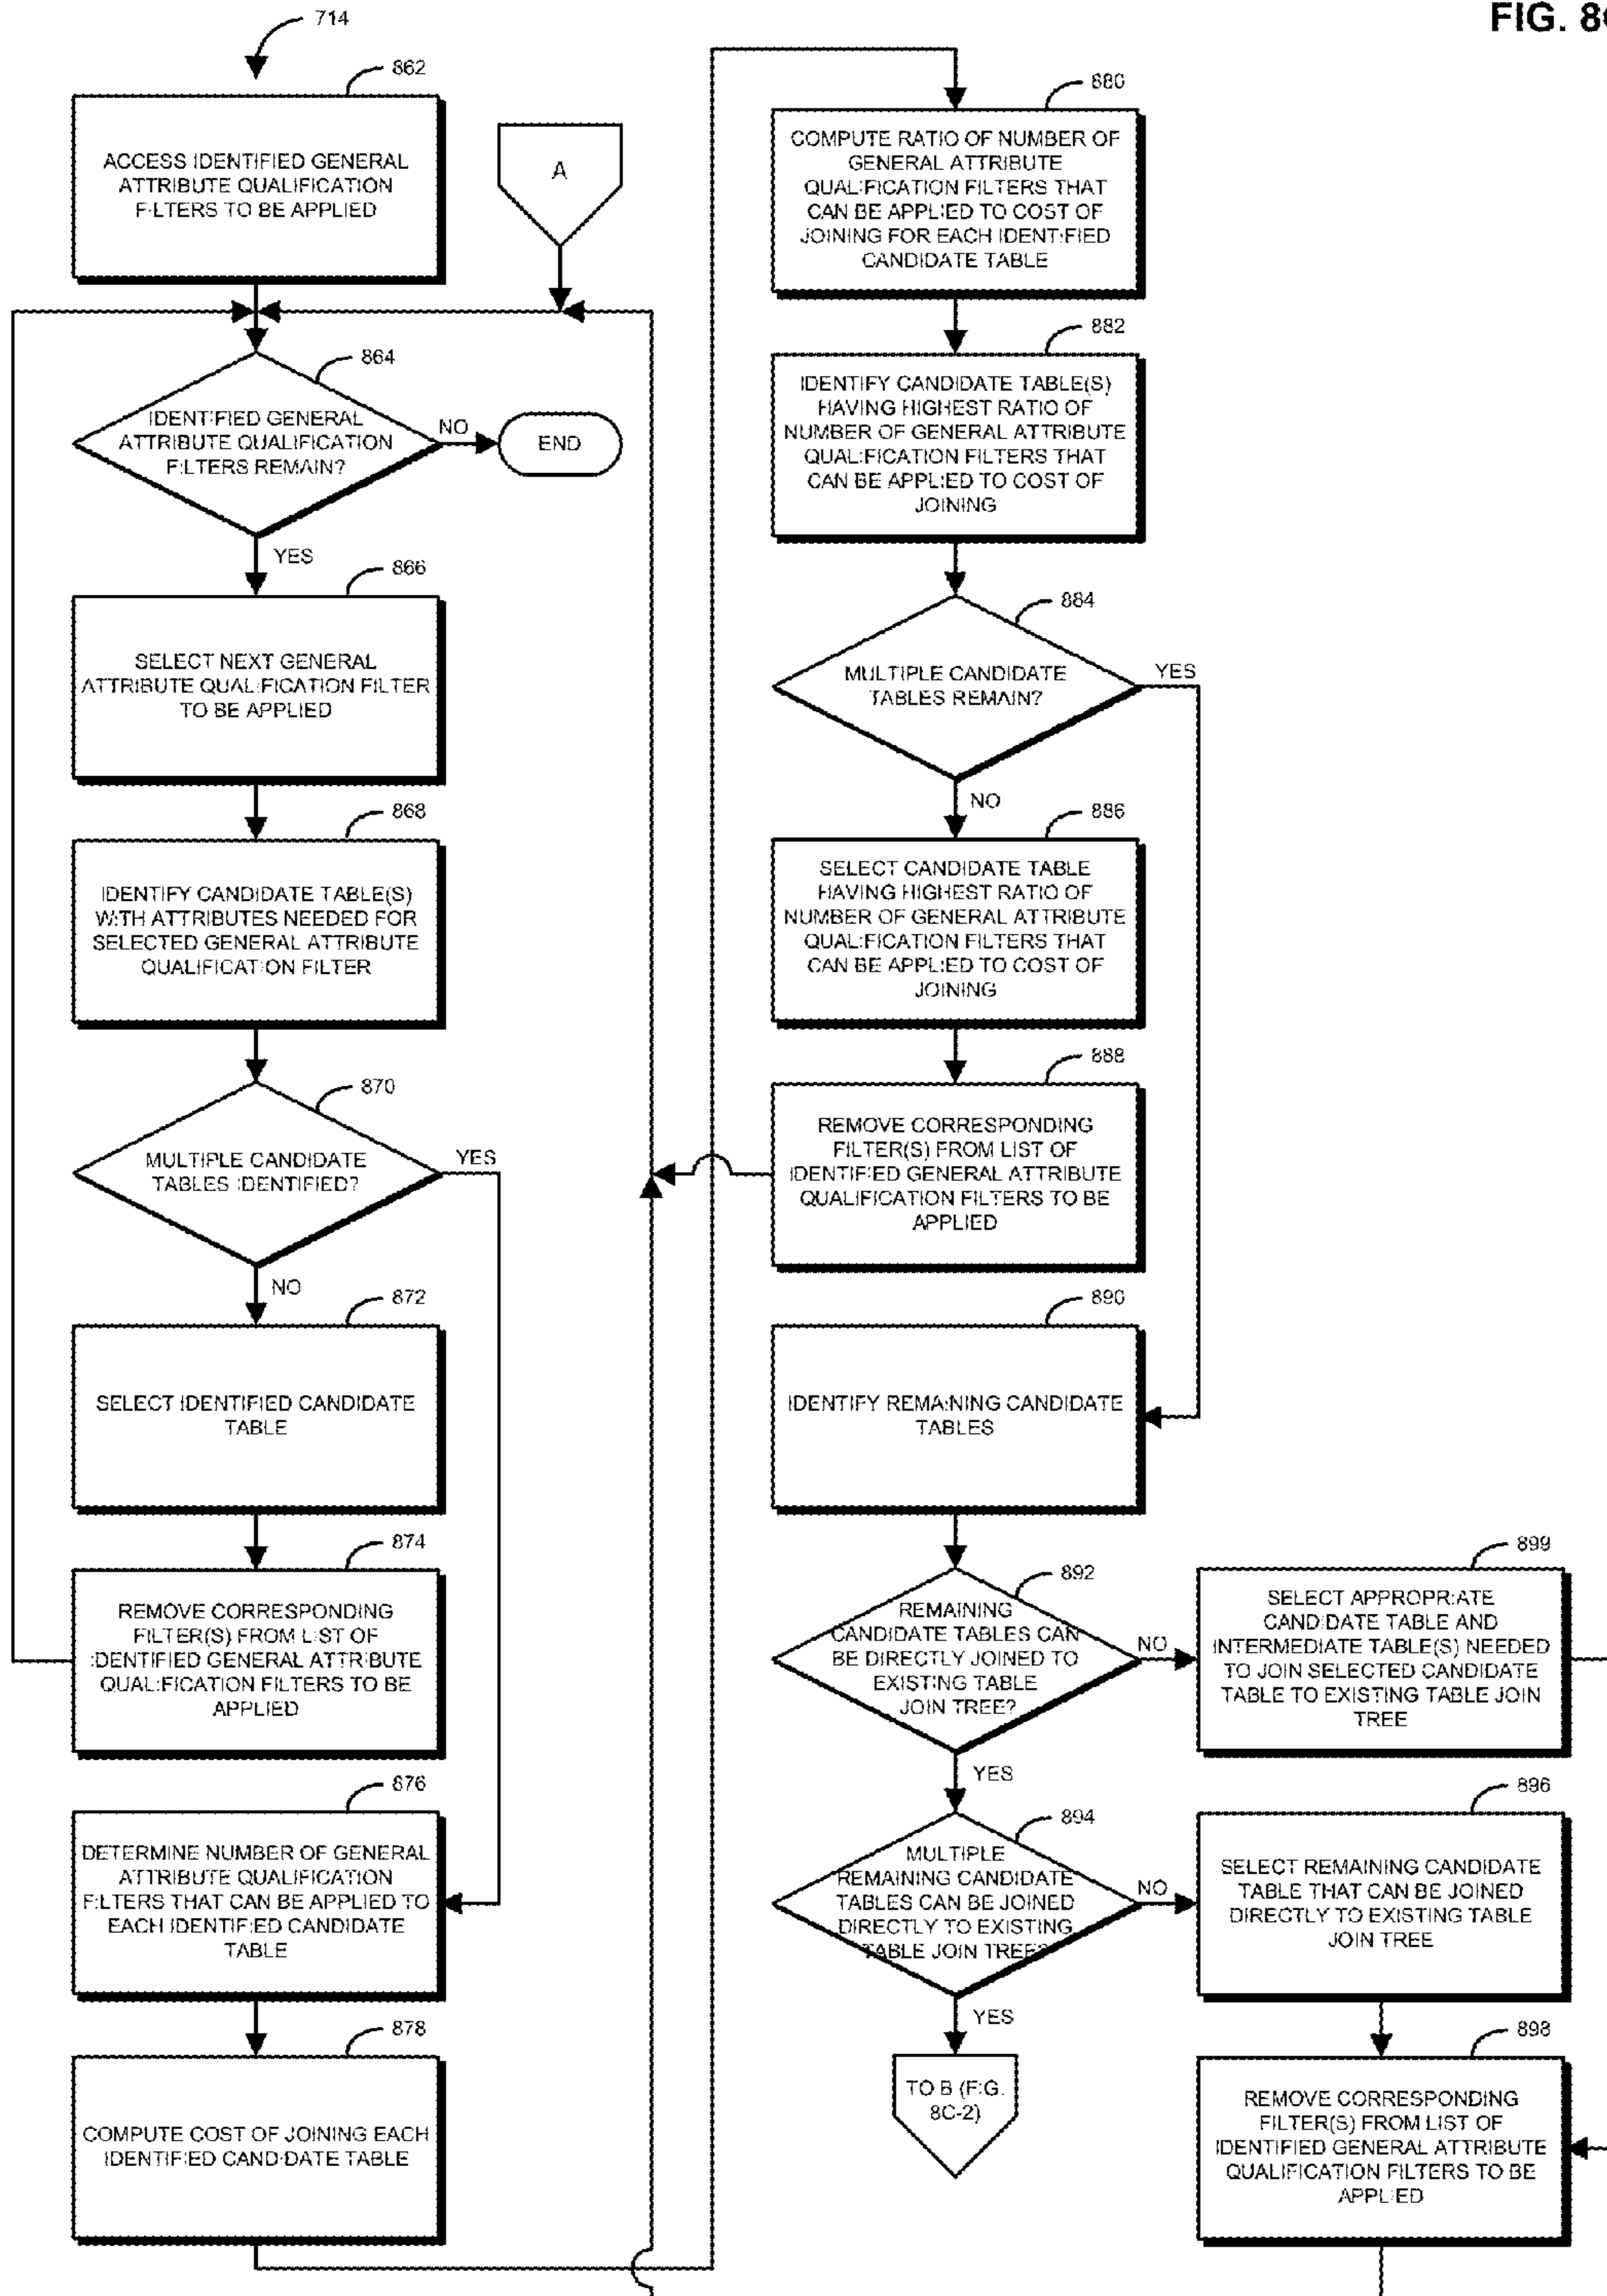 FIG. 8C
714
862
ACCESS IDENTIFIED GENERAL
ATTRIBUTE QUALIFICATION
FILTERS TO BE APPLIED
A
864
IDENTIFIED GENERAL
ATTRIBUTE QUALIFICATION
FILTERS REMAIN?
NO
END
YES
866
SELECT NEXT GENERAL
ATTRIBUTE QUALIFICATION FILTER
TO BE APPLIED
868
IDENTIFY CANDIDATE TABLE(S)
WITH ATTRIBUTES NEEDED FOR
SELECTED GENERAL ATTRIBUTE
QUALIFICATION FILTER
870
MULTIPLE CANDIDATE
TABLES IDENTIFIED?
YES
NO
872
SELECT IDENTIFIED CANDIDATE
TABLE
874
REMOVE CORRESPONDING
FILTER(S) FROM LIST OF
IDENTIFIED GENERAL ATTRIBUTE
QUALIFICATION FILTERS TO BE
APPLIED
876
DETERMINE NUMBER OF GENERAL
ATTRIBUTE QUALIFICATION
FILTERS THAT CAN BE APPLIED TO
EACH IDENTIFIED CANDIDATE
TABLE
878
COMPUTE COST OF JOINING EACH
IDENTIFIED CANDIDATE TABLE
880
COMPUTE RATIO OF NUMBER OF
GENERAL ATTRIBUTE
QUALIFICATION FILTERS THAT
CAN BE APPLIED TO COST OF
JOINING FOR EACH IDENTIFIED
CANDIDATE TABLE
882
IDENTIFY CANDIDATE TABLE(S)
HAVING HIGHEST RATIO OF
NUMBER OF GENERAL ATTRIBUTE
QUALIFICATION FILTERS THAT
CAN BE APPLIED TO COST OF
JOINING
884
MULTIPLE CANDIDATE
TABLES REMAIN?
YES
NO
886
SELECT CANDIDATE TABLE
HAVING HIGHEST RATIO OF
NUMBER OF GENERAL ATTRIBUTE
QUALIFICATION FILTERS THAT
CAN BE APPLIED TO COST OF
JOINING
888
REMOVE CORRESPONDING
FILTER(S) FROM LIST OF
IDENTIFIED GENERAL ATTRIBUTE
QUALIFICATION FILTERS TO BE
APPLIED
890
IDENTIFY REMAINING CANDIDATE
TABLES
892
REMAINING
CANDIDATE TABLES CAN
BE DIRECTLY JOINED TO
EXISTING TABLE
JOIN TREE?
NO
YES
899
SELECT APPROPRIATE
CANDIDATE TABLE AND
INTERMEDIATE TABLE(S) NEEDED
TO JOIN SELECTED CANDIDATE
TABLE TO EXISTING TABLE JOIN
TREE
894
MULTIPLE
REMAINING CANDIDATE
TABLES CAN BE JOINED
DIRECTLY TO EXISTING
TABLE JOIN TREE?
NO
YES
896
SELECT REMAINING CANDIDATE
TABLE THAT CAN BE JOINED
DIRECTLY TO EXISTING TABLE
JOIN TREE
TO B (FIG.
8C-2)
898
REMOVE CORRESPONDING
FILTER(S) FROM LIST OF
IDENTIFIED GENERAL ATTRIBUTE
QUALIFICATION FILTERS TO BE
APPLIED